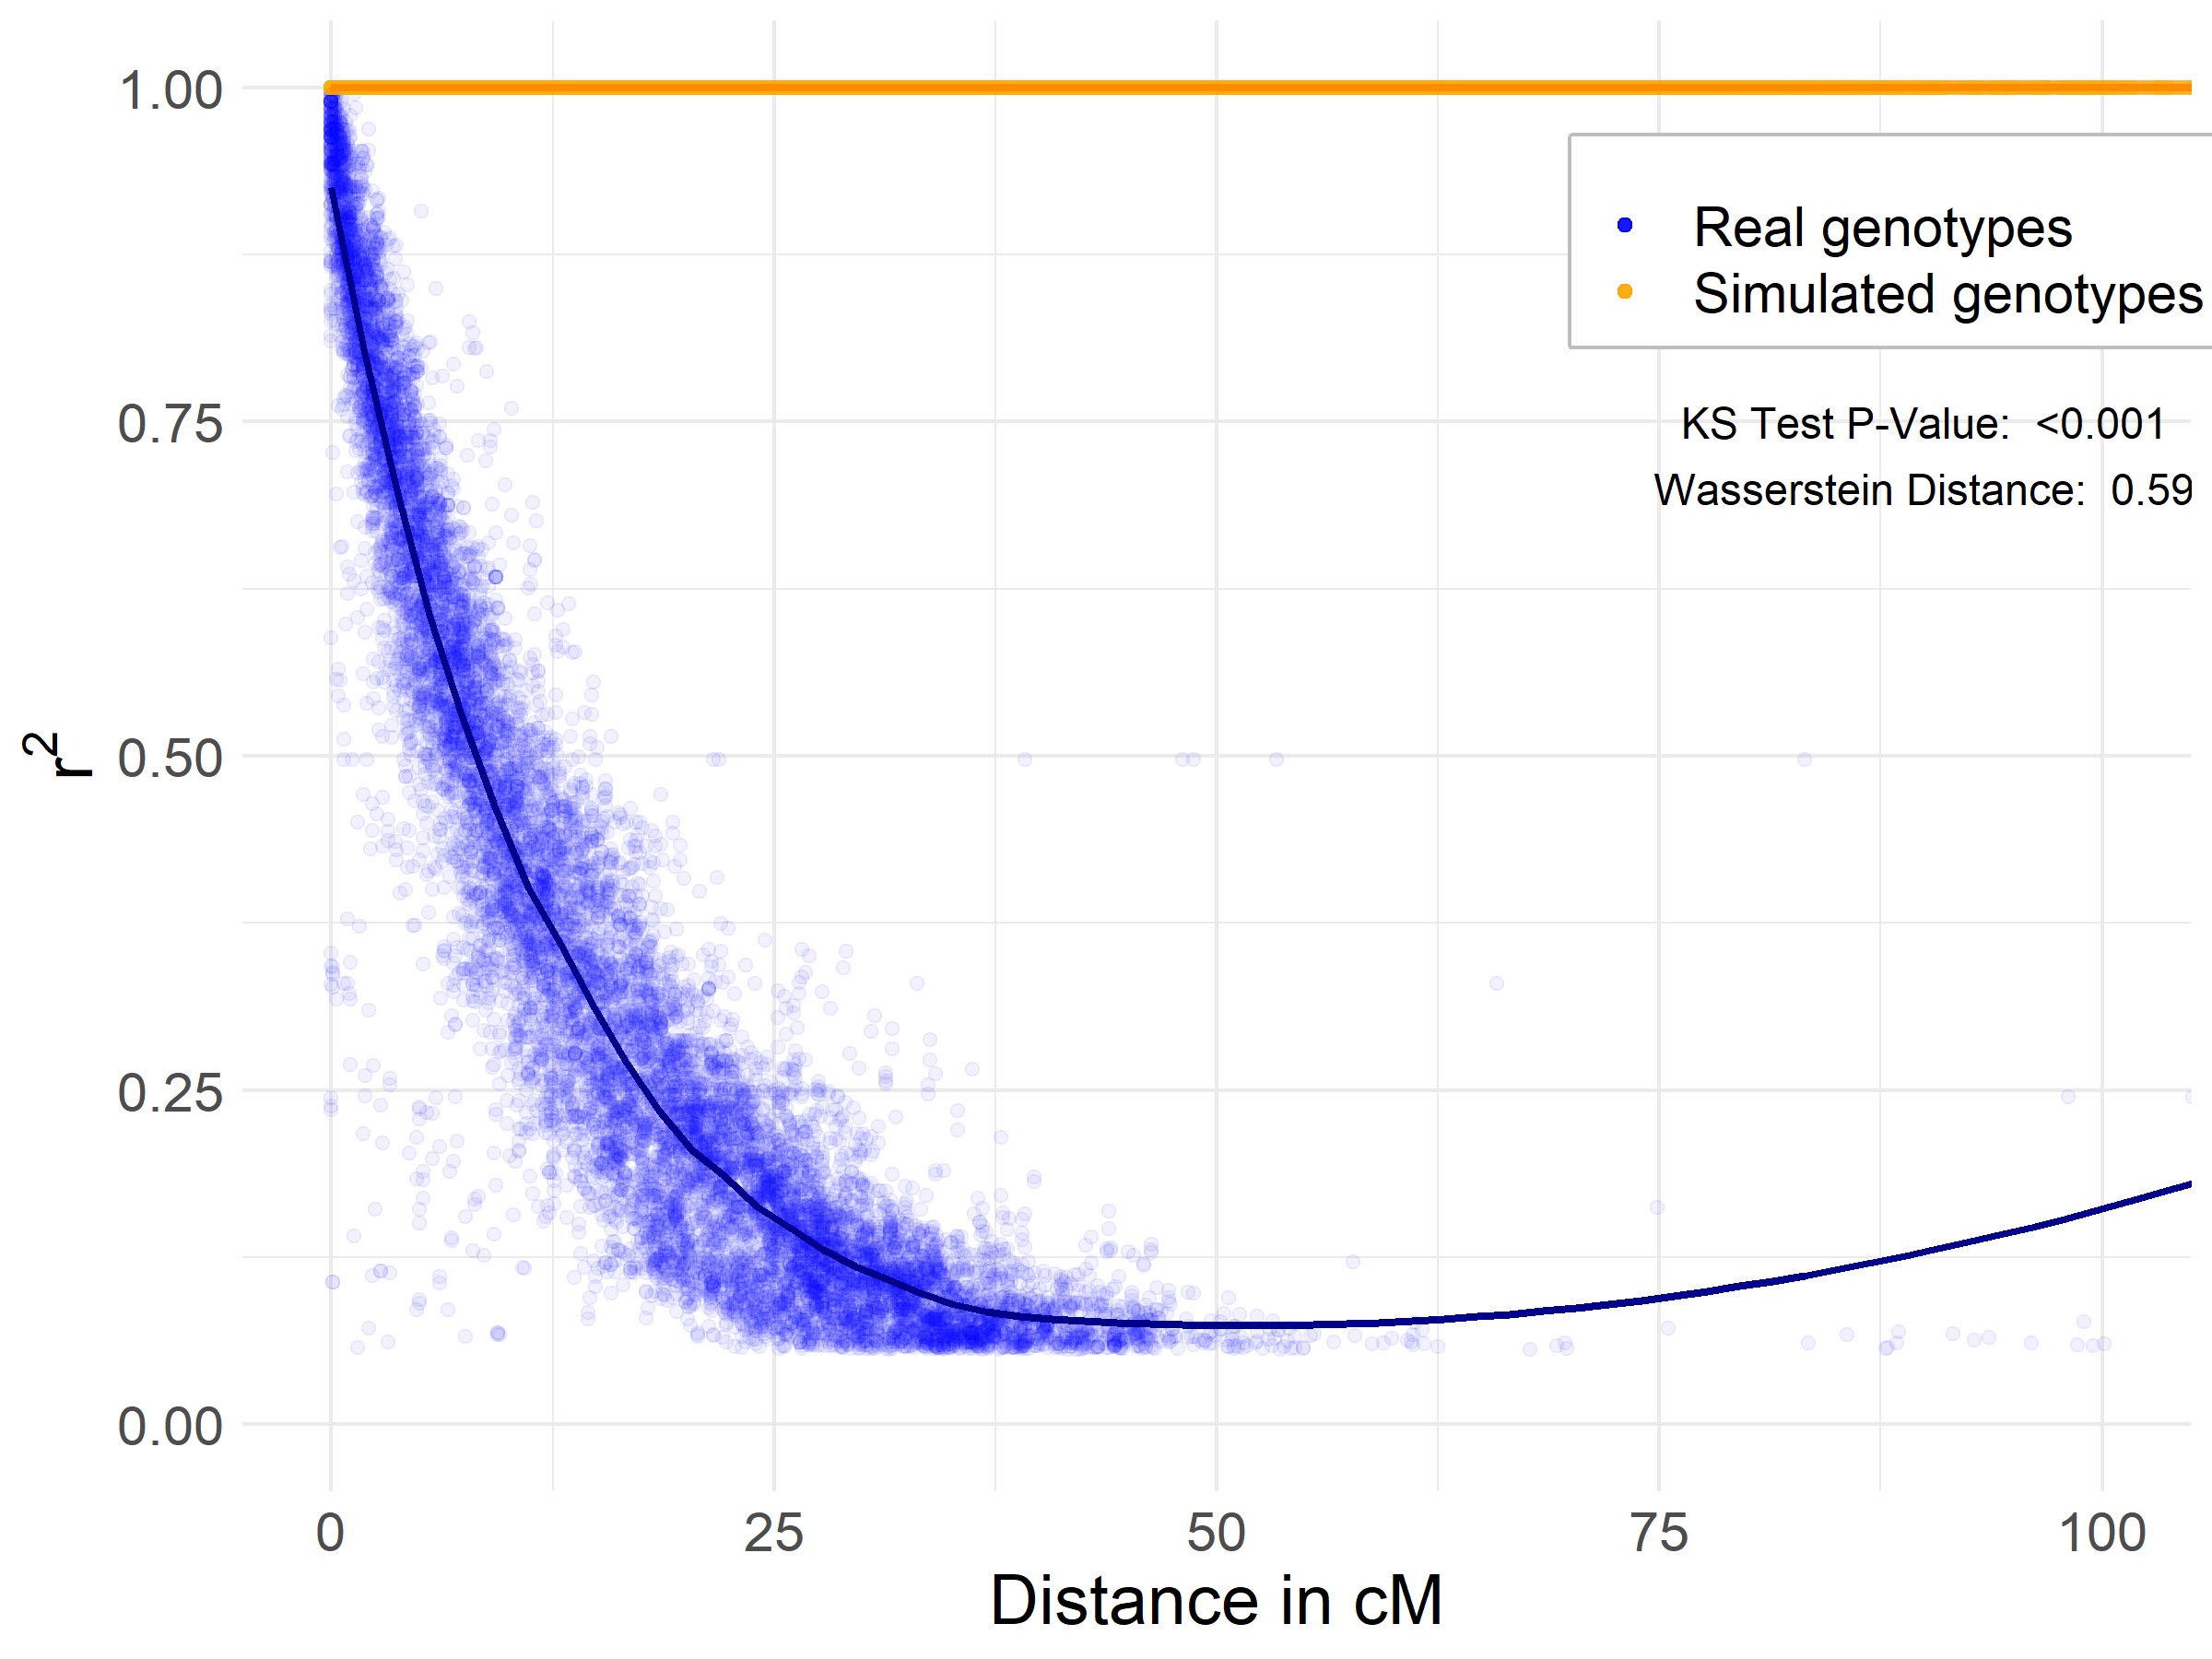 1.00
0.75
0.50
0.25
0.00
r²
Real genotypes
Simulated genotypes
KS Test P-Value: <0.001
Wasserstein Distance: 0.59
0 25 50 75 100
Distance in cM